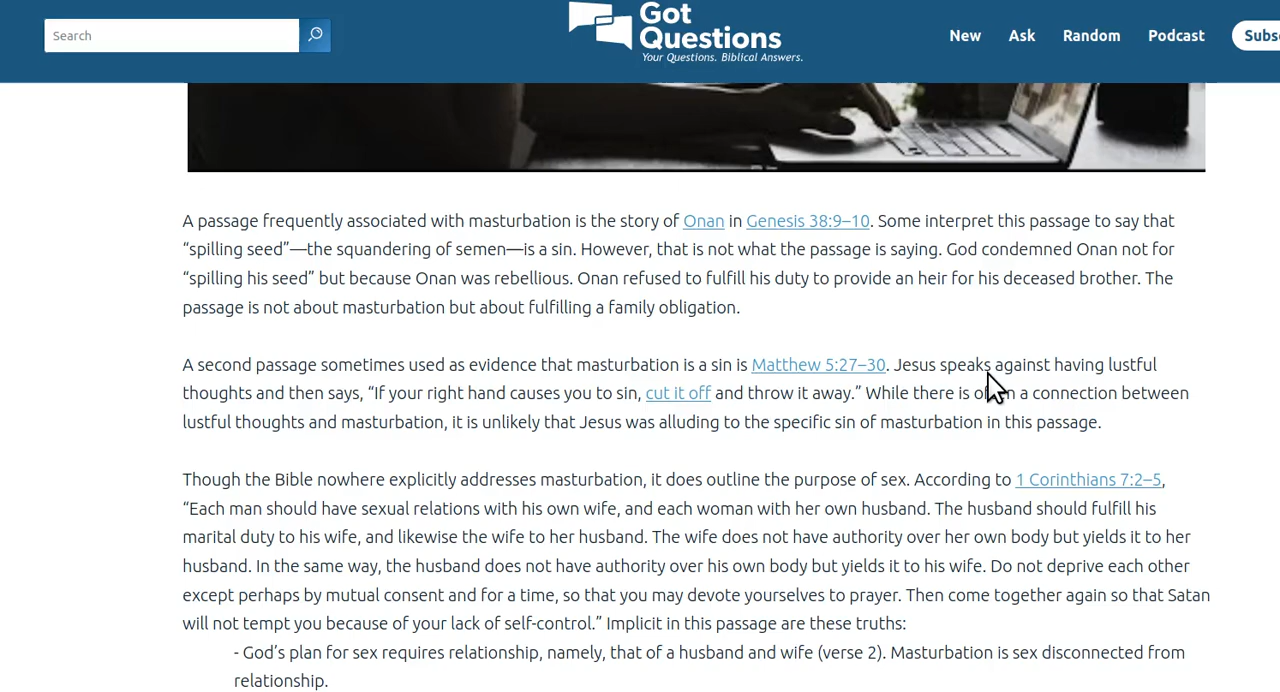 Search
Got
Questions
Your Questions. Biblical Answers.
New Ask Random Podcast
A passage frequently associated with masturbation is the story of Onan in Genesis 38:9–10. Some interpret this passage to say that
“spilling seed”—the squandering of semen—is a sin. However, that is not what the passage is saying. God condemned Onan not for
“spilling his seed” but because Onan was rebellious. Onan refused to fulfill his duty to provide an heir for his deceased brother. The
passage is not about masturbation but about fulfilling a family obligation.
A second passage sometimes used as evidence that masturbation is a sin is Matthew 5:27–30. Jesus speaks against having lustful
thoughts and then says, “If your right hand causes you to sin, cut it off and throw it away.” While there is a connection between
lustful thoughts and masturbation, it is unlikely that Jesus was alluding to the specific sin of masturbation in this passage.
Though the Bible nowhere explicitly addresses masturbation, it does outline the purpose of sex. According to 1 Corinthians 7:2–5,
“Each man should have sexual relations with his own wife, and each woman with her own husband. The husband should fulfill his
marital duty to his wife, and likewise the wife to her husband. The wife does not have authority over her own body but yields it to her
husband. In the same way, the husband does not have authority over his own body but yields it to his wife. Do not deprive each other
except perhaps by mutual consent and for a time, so that you may devote yourselves to prayer. Then come together again so that Satan
will not tempt you because of your lack of self-control.” Implicit in this passage are these truths:
- God’s plan for sex requires relationship, namely, that of a husband and wife (verse 2). Masturbation is sex disconnected from
relationship.